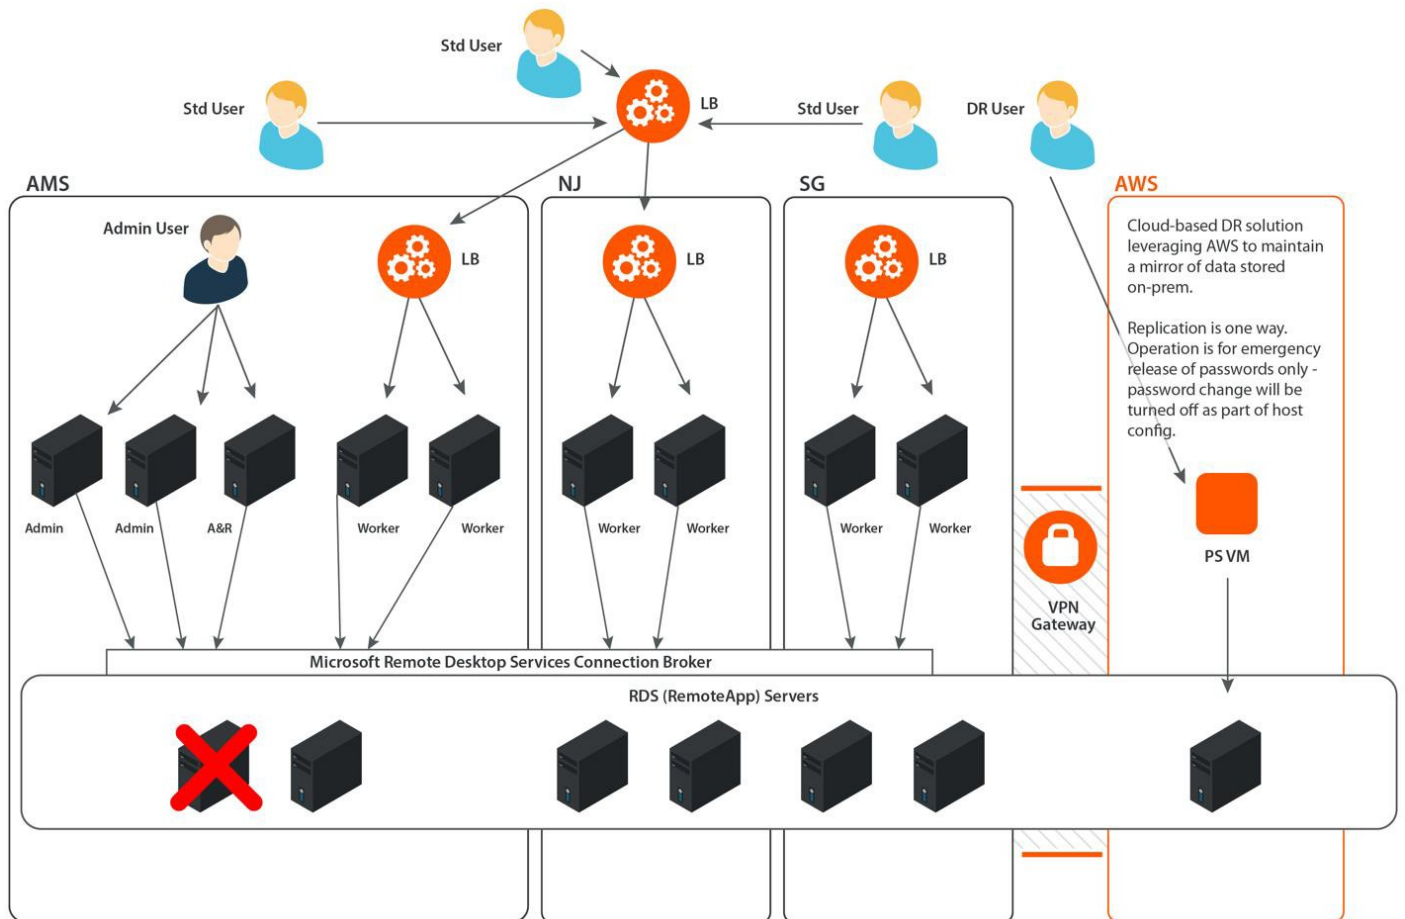 Std User
LB
Std User
Std User
DR User
AMS
NJ
SG
AWS
Admin User
LB
LB
LB
Cloud-based DR solution
leveraging AWS to maintain
a mirror of data stored
on-prem.
Replication is one way.
Operation is for emergency
release of passwords only -
password change will be
turned off as part of host
config.
Admin
Admin
A&R
Worker
Worker
Worker
Worker
Worker
Worker
PS VM
VPN
Gateway
Microsoft Remote Desktop Services Connection Broker
RDS (RemoteApp) Servers